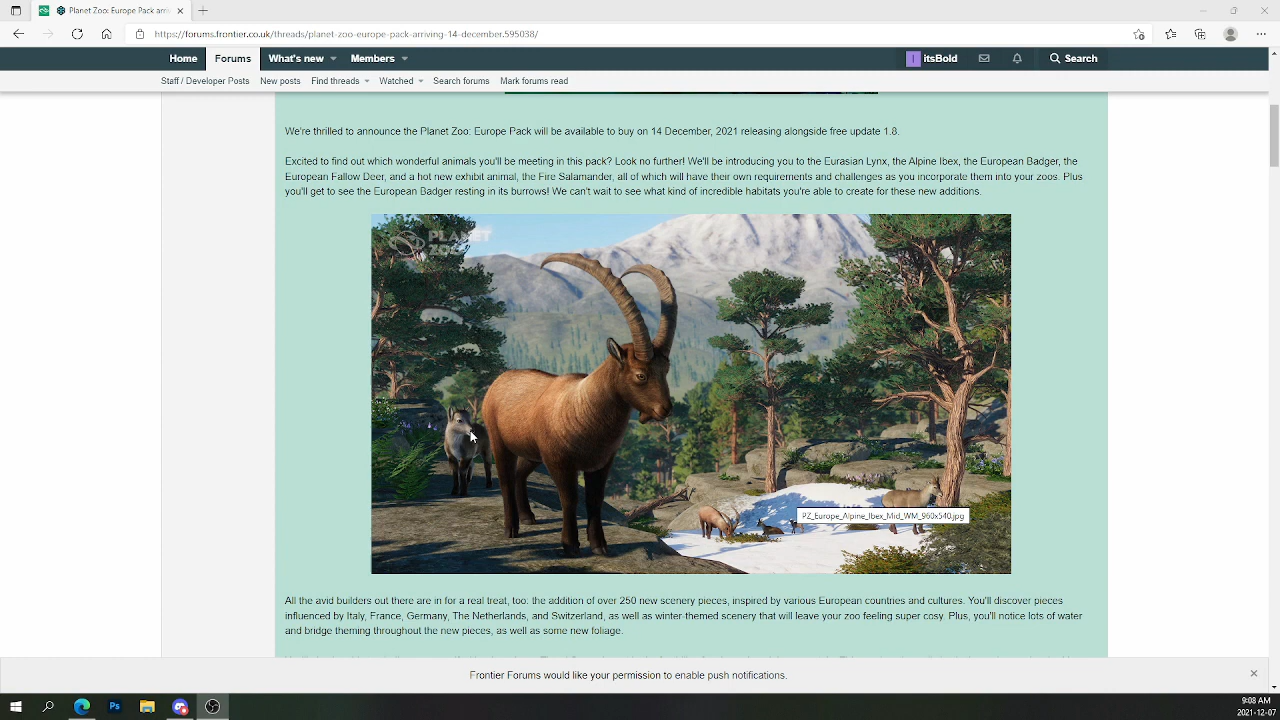 Planet Zoo: Europe Pack arri
https://forums.frontier.co.uk/threads/planet-zoo-europe-pack-arriving-14-december.595038/
Home Forums What's new Members itsBold Search
Staff / Developer Posts New posts Find threads Watched Search forums Mark forums read
We're thrilled to announce the Planet Zoo: Europe Pack will be available to buy on 14 December, 2021 releasing alongside free update 1.8.
Excited to find out which wonderful animals you'll be meeting in this pack? Look no further! We'll be introducing you to the Eurasian Lynx, the Alpine Ibex, the European Badger, the
European Fallow Deer, and a hot new exhibit animal, the Fire Salamander, all of which will have their own requirements and challenges as you incorporate them into your zoos. Plus
you'll get to see the European Badger resting in its burrows! We can't wait to see what kind of incredible habitats you're able to create for these new additions.
PLANET
ZOO
PZ_Europe_Alpine_Ibex_Mid_WM_960x540.jpg
All the avid builders out there are in for a real treat, too: the addition of over 250 new scenery pieces, inspired by various European countries and cultures. You'll discover pieces
influenced by Italy, France, Germany, The Netherlands, and Switzerland, as well as winter-themed scenery that will leave your zoo feeling super cosy. Plus, you'll notice lots of water
and bridge theming throughout the new pieces, as well as some new foliage.
Frontier Forums would like your permission to enable push notifications.
Ps
9:08 AM
2021-12-07